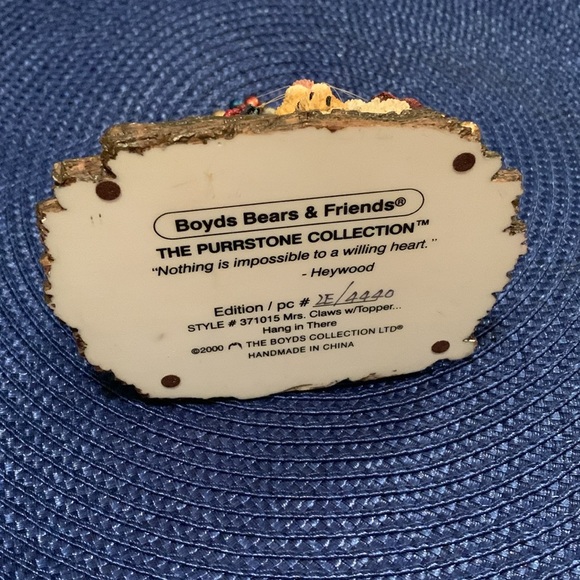 Boyds Bears & Friends®
THE PURRSTONE COLLECTION™
"Nothing is impossible to a willing heart."
- Heywood
Edition / pc # 2E/4440
STYLE # 371015 Mrs. Claws w/Topper...
Hang in There
©2000 THE BOYDS COLLECTION LTD®
HANDMADE IN CHINA